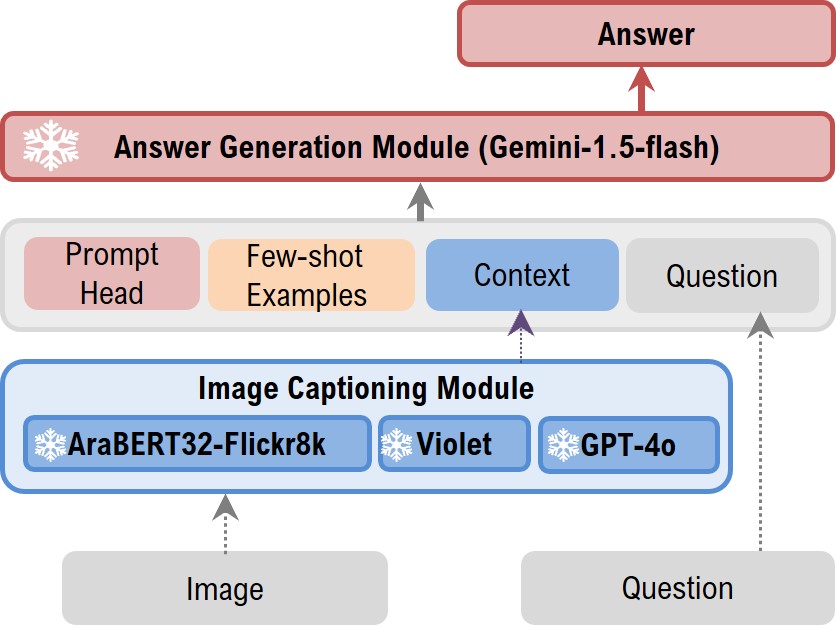 Answer
Answer Generation Module (Gemini-1.5-flash)
Prompt
Head
Few-shot
Examples
Context
Question
Image Captioning Module
AraBERT32-Flickr8k
Violet
GPT-4o
Image
Question